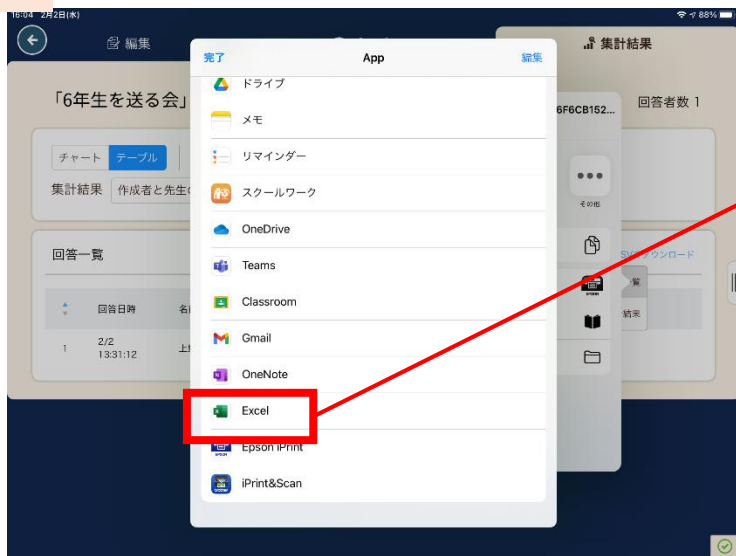 16:04 2月2日(水)
88%
編集
集計結果
完了
App
編集
「6年生を送る会」
回答者数 1
6F6CB152...
チャート
テーブル
集計結果
作成者と先生の
その他
回答一覧
SVダウンロード
覧
結果
回答日時
名
1
2/2
13:31:12
上
ドライブ
メモ
リマインダー
スクールワーク
OneDrive
Teams
Classroom
Gmail
OneNote
Excel
Epson iPrint
iPrint&Scan